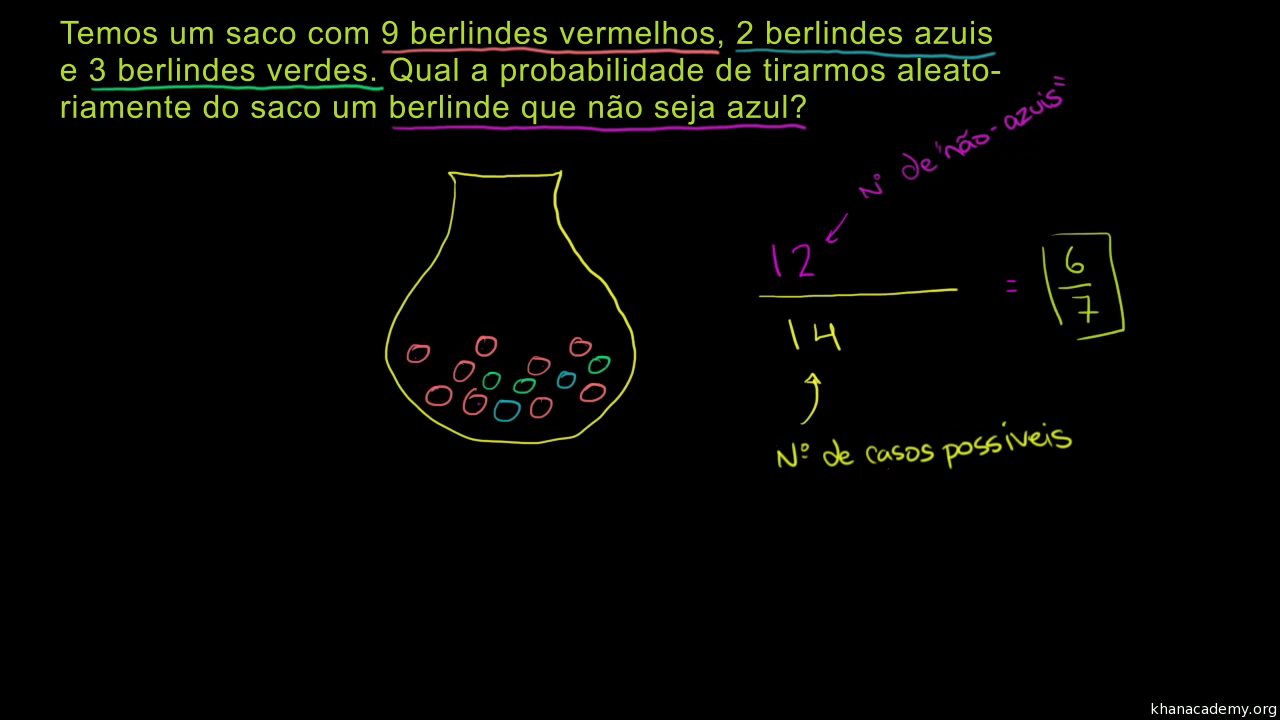 Temos um saco com 9 berlindes vermelhos, 2 berlindes azuis
e 3 berlindes verdes. Qual a probabilidade de tirarmos aleato-
riamente do saco um berlinde que não seja azul?
Nº de "não-azuis"
12
14
=
6
7
Nº de casos possíveis
khanacademy.org